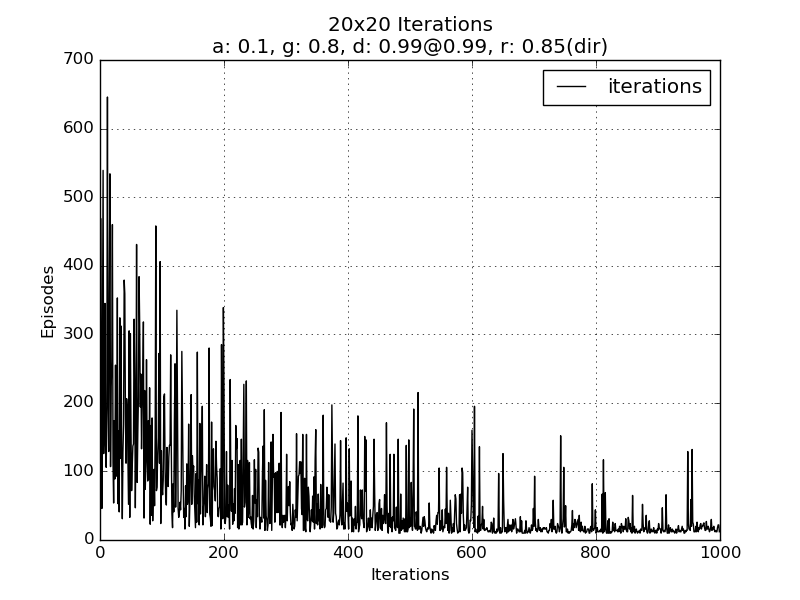 20x20 Iterations
a: 0.1, g: 0.8, d: 0.99@0.99, r: 0.85(dir)
700
600
500
400
300
200
100
0
Episodes
iterations
0 200 400 600 800 1000
Iterations